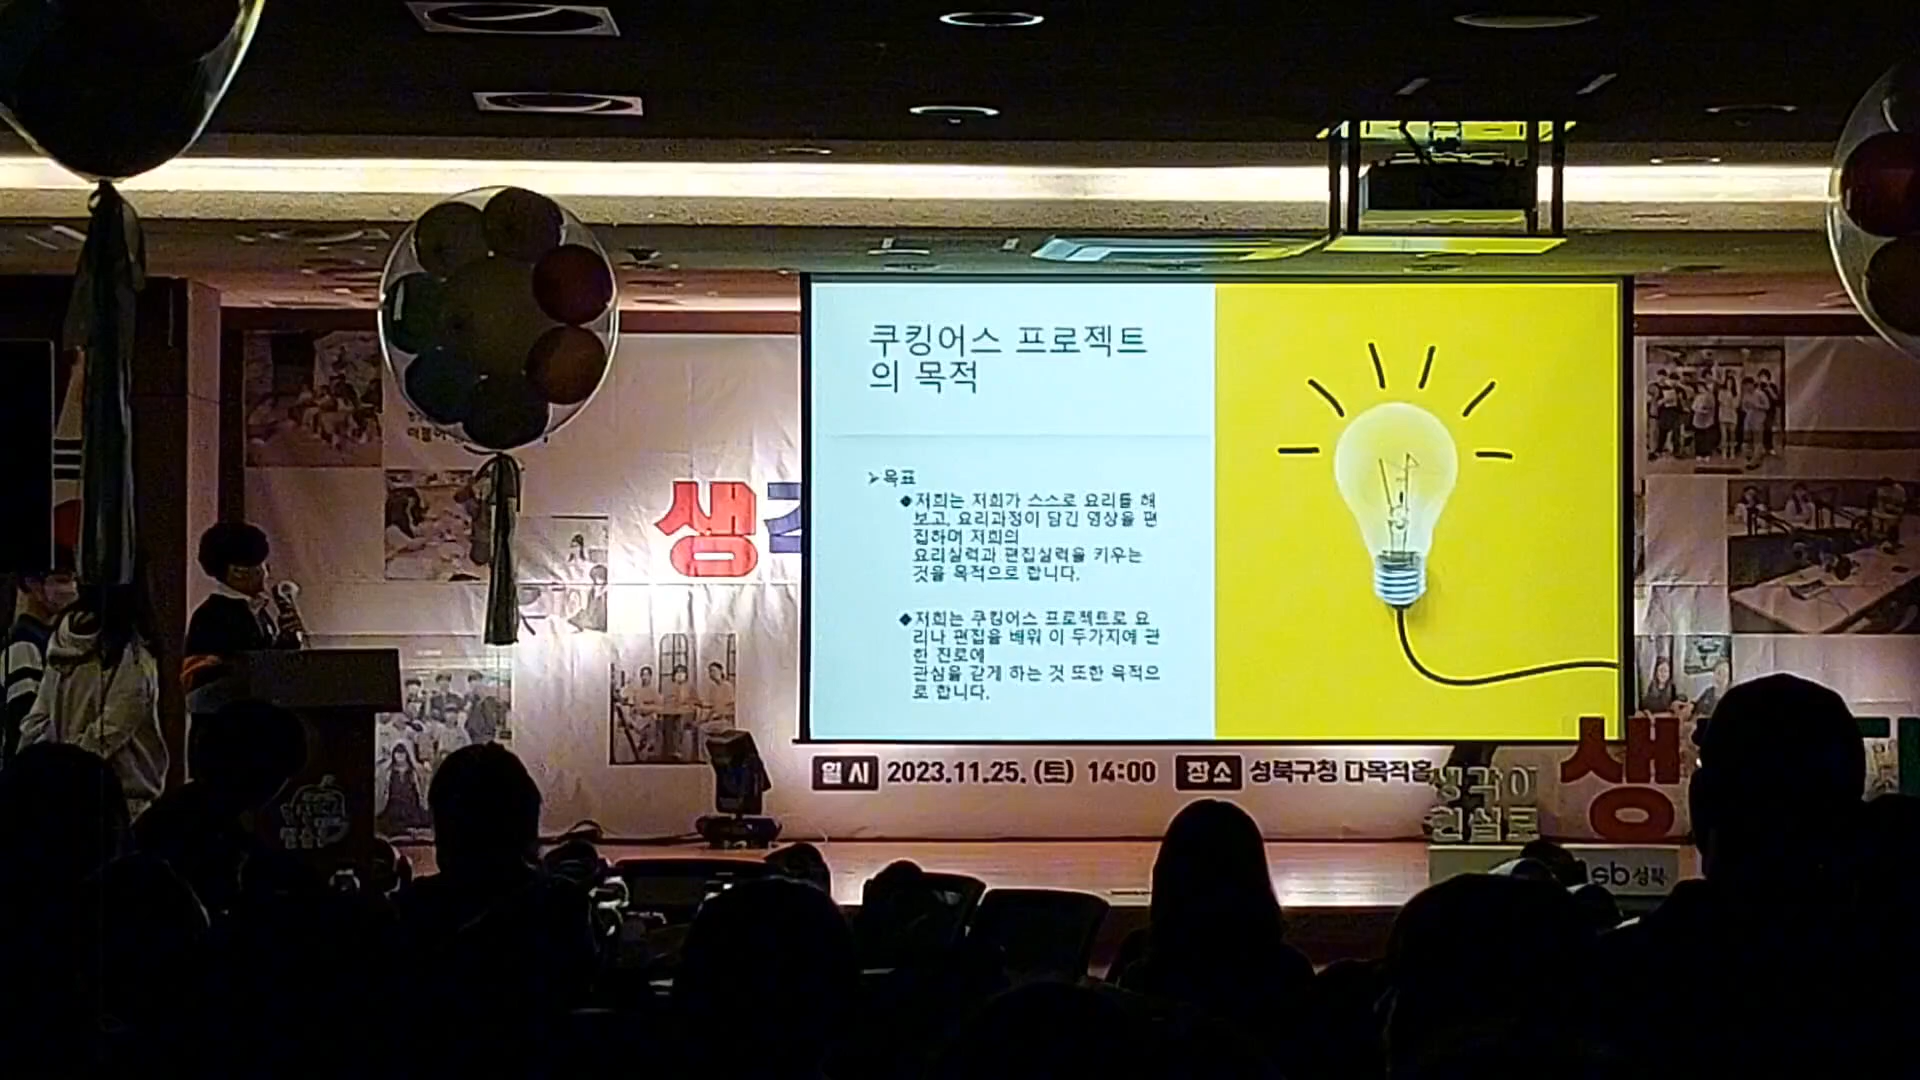 쿠킹어스 프로젝트
의 목적
➢목표
◆저희는 저희가 스스로 요리를 해
보고, 요리과정이 담긴 영상을 편
집하며 저희의
요리실력과 편집실력을 키우는
것을 목적으로 합니다.
◆저희는 쿠킹어스 프로젝트로 요
리나 편집을 배워 이 두가지에 관
한 진로에
관심을 갖게 하는 것 또한 목적으
로 합니다.
생
일시 2023.11.25. (토) 14:00 장소 성북구청 다목적홀
생각이
현실로
생
sb 성북